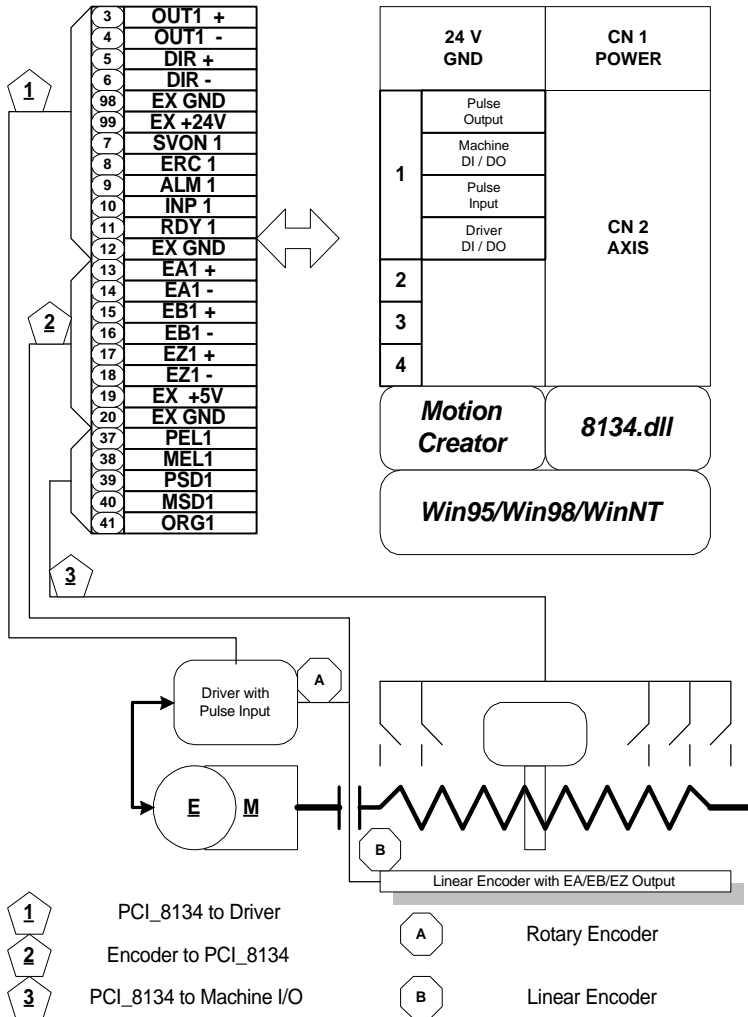 3 OUT1 +
4 OUT1 -
5 DIR +
6 DIR -
98 EX GND
99 EX +24V
7 SVON 1
8 ERC 1
9 ALM 1
10 INP 1
11 RDY 1
12 EX GND
13 EA1 +
14 EA1 -
15 EB1 +
16 EB1 -
17 EZ1 +
18 EZ1 -
19 EX +5V
20 EX GND
37 PEL1
38 MEL1
39 PSD1
40 MSD1
41 ORG1
1
2
3
24 V
GND
CN 1
POWER
1
Pulse
Output
Machine
DI / DO
Pulse
Input
Driver
DI / DO
CN 2
AXIS
2
3
4
Motion
Creator
8134.dll
Win95/Win98/WinNT
Driver with
Pulse Input
A
E
M
B
Linear Encoder with EA/EB/EZ Output
1 PCI_8134 to Driver
2 Encoder to PCI_8134
3 PCI_8134 to Machine I/O
A Rotary Encoder
B Linear Encoder